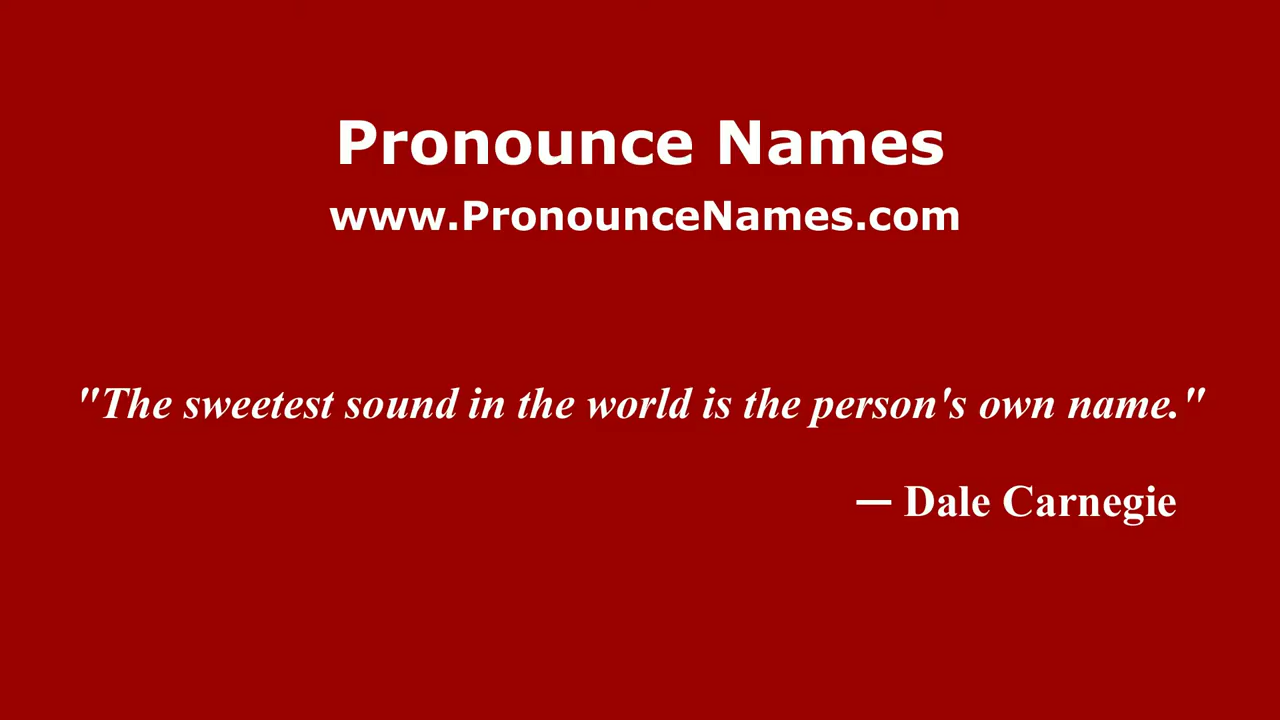 Pronounce Names
www.PronounceNames.com
"The sweetest sound in the world is the person's own name."
— Dale Carnegie